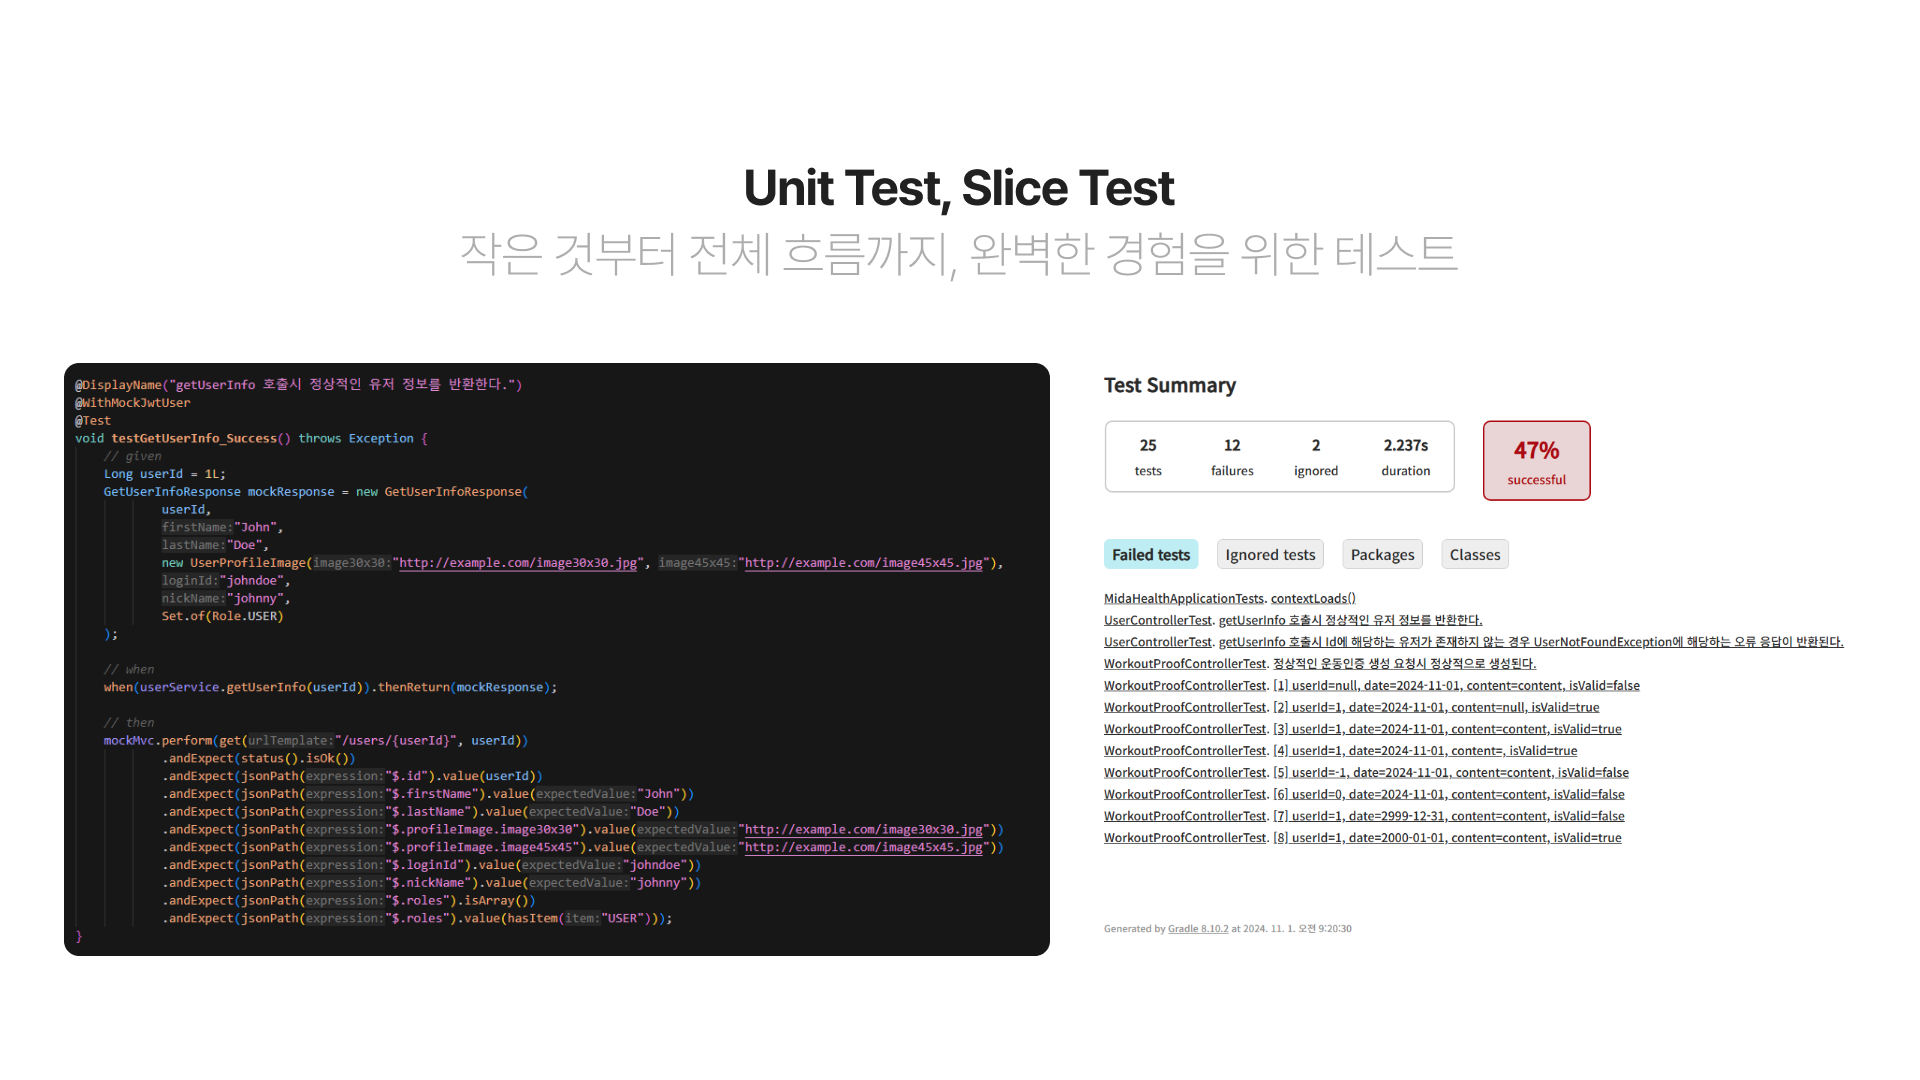 Unit Test, Slice Test
작은 것부터 전체 흐름까지, 완벽한 경험을 위한 테스트
@DisplayName("getUserInfo 호출시 정상적인 유저 정보를 반환한다.")
@WithMockJwtUser
@Test
void testGetUserInfo_Success() throws Exception {
// given
Long userId = 1L;
GetUserInfoResponse mockResponse = new GetUserInfoResponse(
userId,
firstName: "John",
lastName: "Doe",
new UserProfileImage( image30x30: "http://example.com/image30x30.jpg", image45x45: "http://example.com/image45x45.jpg"),
loginId: "johndoe",
nickName: "johnny",
Set.of(Role.USER)
);
// when
when(userService.getUserInfo(userId)).thenReturn(mockResponse);
// then
mockMvc.perform(get( urlTemplate: "/users/{userId}", userId))
.andExpect(status().isOk())
.andExpect(jsonPath( expression: "$.id").value(userId))
.andExpect(jsonPath( expression: "$.firstName").value( expectedValue: "John"))
.andExpect(jsonPath( expression: "$.lastName").value( expectedValue: "Doe"))
.andExpect(jsonPath( expression: "$.profileImage.image30x30").value( expectedValue: "http://example.com/image30x30.jpg"))
.andExpect(jsonPath( expression: "$.profileImage.image45x45").value( expectedValue: "http://example.com/image45x45.jpg"))
.andExpect(jsonPath( expression: "$.loginId").value( expectedValue: "johndoe"))
.andExpect(jsonPath( expression: "$.nickName").value( expectedValue: "johnny"))
.andExpect(jsonPath( expression: "$.roles").isArray())
.andExpect(jsonPath( expression: "$.roles").value(hasItem( item: "USER")));
}
Test Summary
25 12 2 2.237s
tests failures ignored duration
47%
successful
Failed tests Ignored tests Packages Classes
MidaHealthApplicationTests. contextLoads()
UserControllerTest. getUserInfo 호출시 정상적인 유저 정보를 반환한다.
UserControllerTest. getUserInfo 호출시 Id에 해당하는 유저가 존재하지 않는 경우 UserNotFoundException에 해당하는 오류 응답이 반환된다.
WorkoutProofControllerTest. 정상적인 운동인증 생성 요청시 정상적으로 생성된다.
WorkoutProofControllerTest. [1] userId=null, date=2024-11-01, content=content, isValid=false
WorkoutProofControllerTest. [2] userId=1, date=2024-11-01, content=null, isValid=true
WorkoutProofControllerTest. [3] userId=1, date=2024-11-01, content=content, isValid=true
WorkoutProofControllerTest. [4] userId=1, date=2024-11-01, content=, isValid=true
WorkoutProofControllerTest. [5] userId=-1, date=2024-11-01, content=content, isValid=false
WorkoutProofControllerTest. [6] userId=0, date=2024-11-01, content=content, isValid=false
WorkoutProofControllerTest. [7] userId=1, date=2999-12-31, content=content, isValid=false
WorkoutProofControllerTest. [8] userId=1, date=2000-01-01, content=content, isValid=true
Generated by Gradle 8.10.2 at 2024. 11. 1. 오전 9:20:30